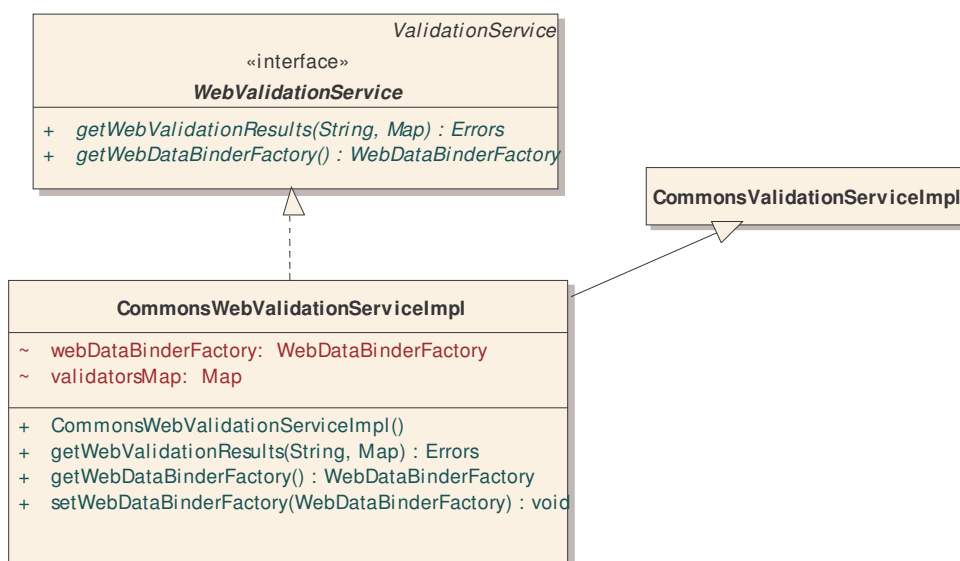 ValidationService
«interface»
WebValidationService
+ getWebValidationResults(String, Map) : Errors
+ getWebDataBinderFactory() : WebDataBinderFactory
CommonsValidationServiceImpl
CommonsWebValidationServiceImpl
~ webDataBinderFactory: WebDataBinderFactory
~ validatorsMap: Map
+ CommonsWebValidationServiceImpl()
+ getWebValidationResults(String, Map) : Errors
+ getWebDataBinderFactory() : WebDataBinderFactory
+ setWebDataBinderFactory(WebDataBinderFactory) : void